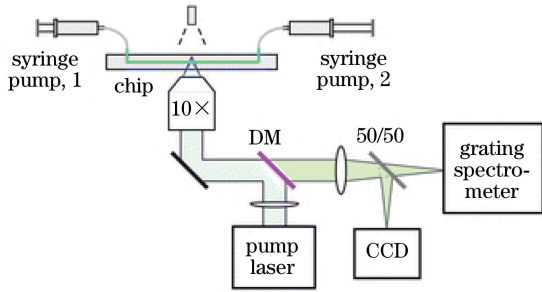 syringe
pump, 1
syringe
pump, 2
chip
10×
DM
50/50
grating
spectro-
meter
pump
laser
CCD